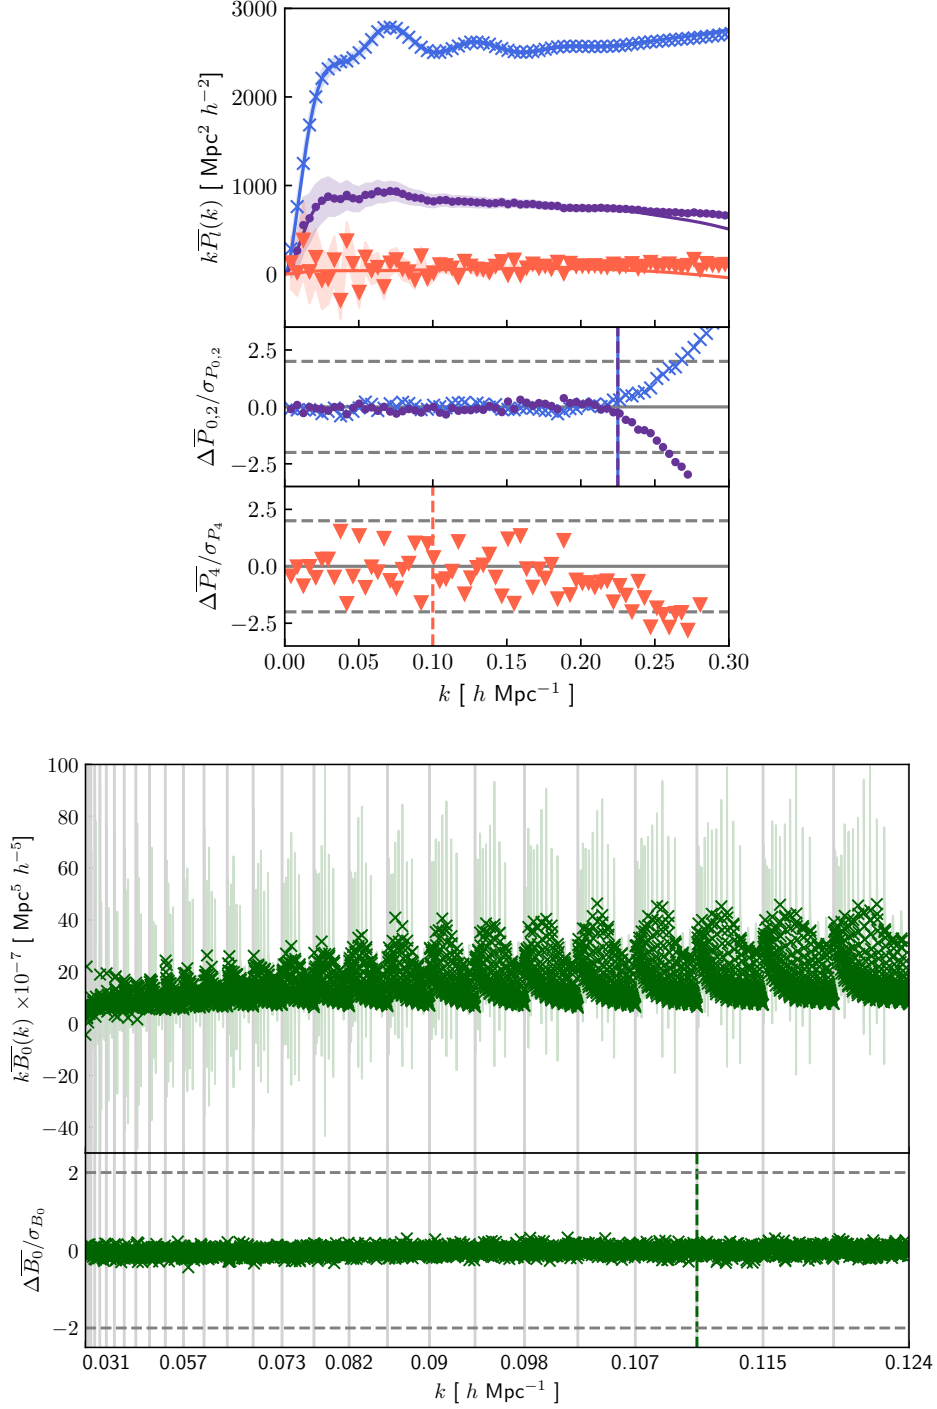 3000
2000
1000
0
kP̅_l(k) [ Mpc² h⁻²]
2.5
0.0
−2.5
ΔP̅_{0,2}/σ_{P_{0,2}}
2.5
0.0
−2.5
ΔP̅_4/σ_{P_4}
0.00 0.05 0.10 0.15 0.20 0.25 0.30
k [ h Mpc⁻¹ ]
100
80
60
40
20
0
−20
−40
kB̅_0(k) ×10⁻⁷ [ Mpc⁵ h⁻⁵]
2
0
−2
ΔB̅_0/σ_{B_0}
0.031 0.057 0.073 0.082 0.09 0.098 0.107 0.115 0.124
k [ h Mpc⁻¹ ]